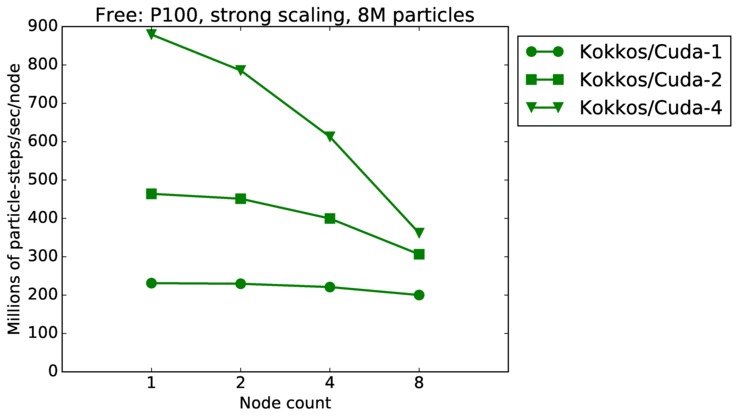 Free: P100, strong scaling, 8M particles
Millions of particle-steps/sec/node
900
800
700
600
500
400
300
200
100
0
1 2 4 8
Node count
Kokkos/Cuda-1
Kokkos/Cuda-2
Kokkos/Cuda-4